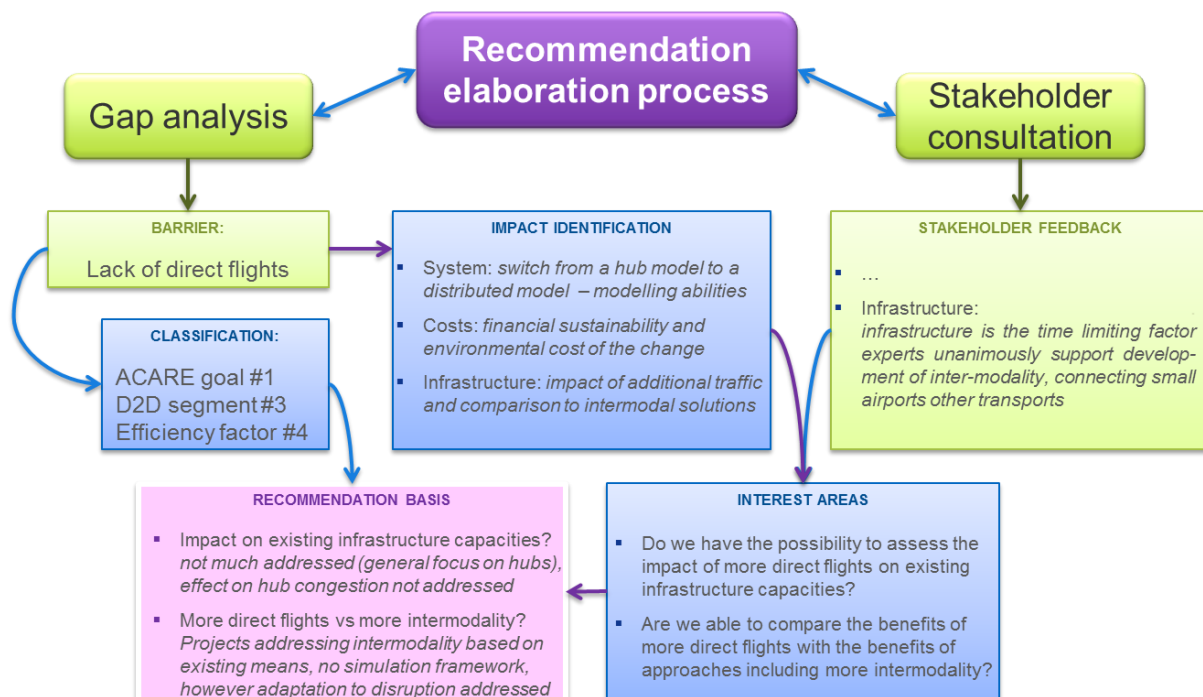 Recommendation
elaboration process
Gap analysis
Stakeholder
consultation
BARRIER:
Lack of direct flights
CLASSIFICATION:
ACARE goal #1
D2D segment #3
Efficiency factor #4
IMPACT IDENTIFICATION
▪ System: switch from a hub model to a
distributed model – modelling abilities
▪ Costs: financial sustainability and
environmental cost of the change
▪ Infrastructure: impact of additional traffic
and comparison to intermodal solutions
STAKEHOLDER FEEDBACK
▪ …
▪ Infrastructure:
infrastructure is the time limiting factor
experts unanimously support develop-
ment of inter-modality, connecting small
airports other transports
RECOMMENDATION BASIS
▪ Impact on existing infrastructure capacities?
not much addressed (general focus on hubs),
effect on hub congestion not addressed
▪ More direct flights vs more intermodality?
Projects addressing intermodality based on
existing means, no simulation framework,
however adaptation to disruption addressed
INTEREST AREAS
▪ Do we have the possibility to assess the
impact of more direct flights on existing
infrastructure capacities?
▪ Are we able to compare the benefits of
more direct flights with the benefits of
approaches including more intermodality?